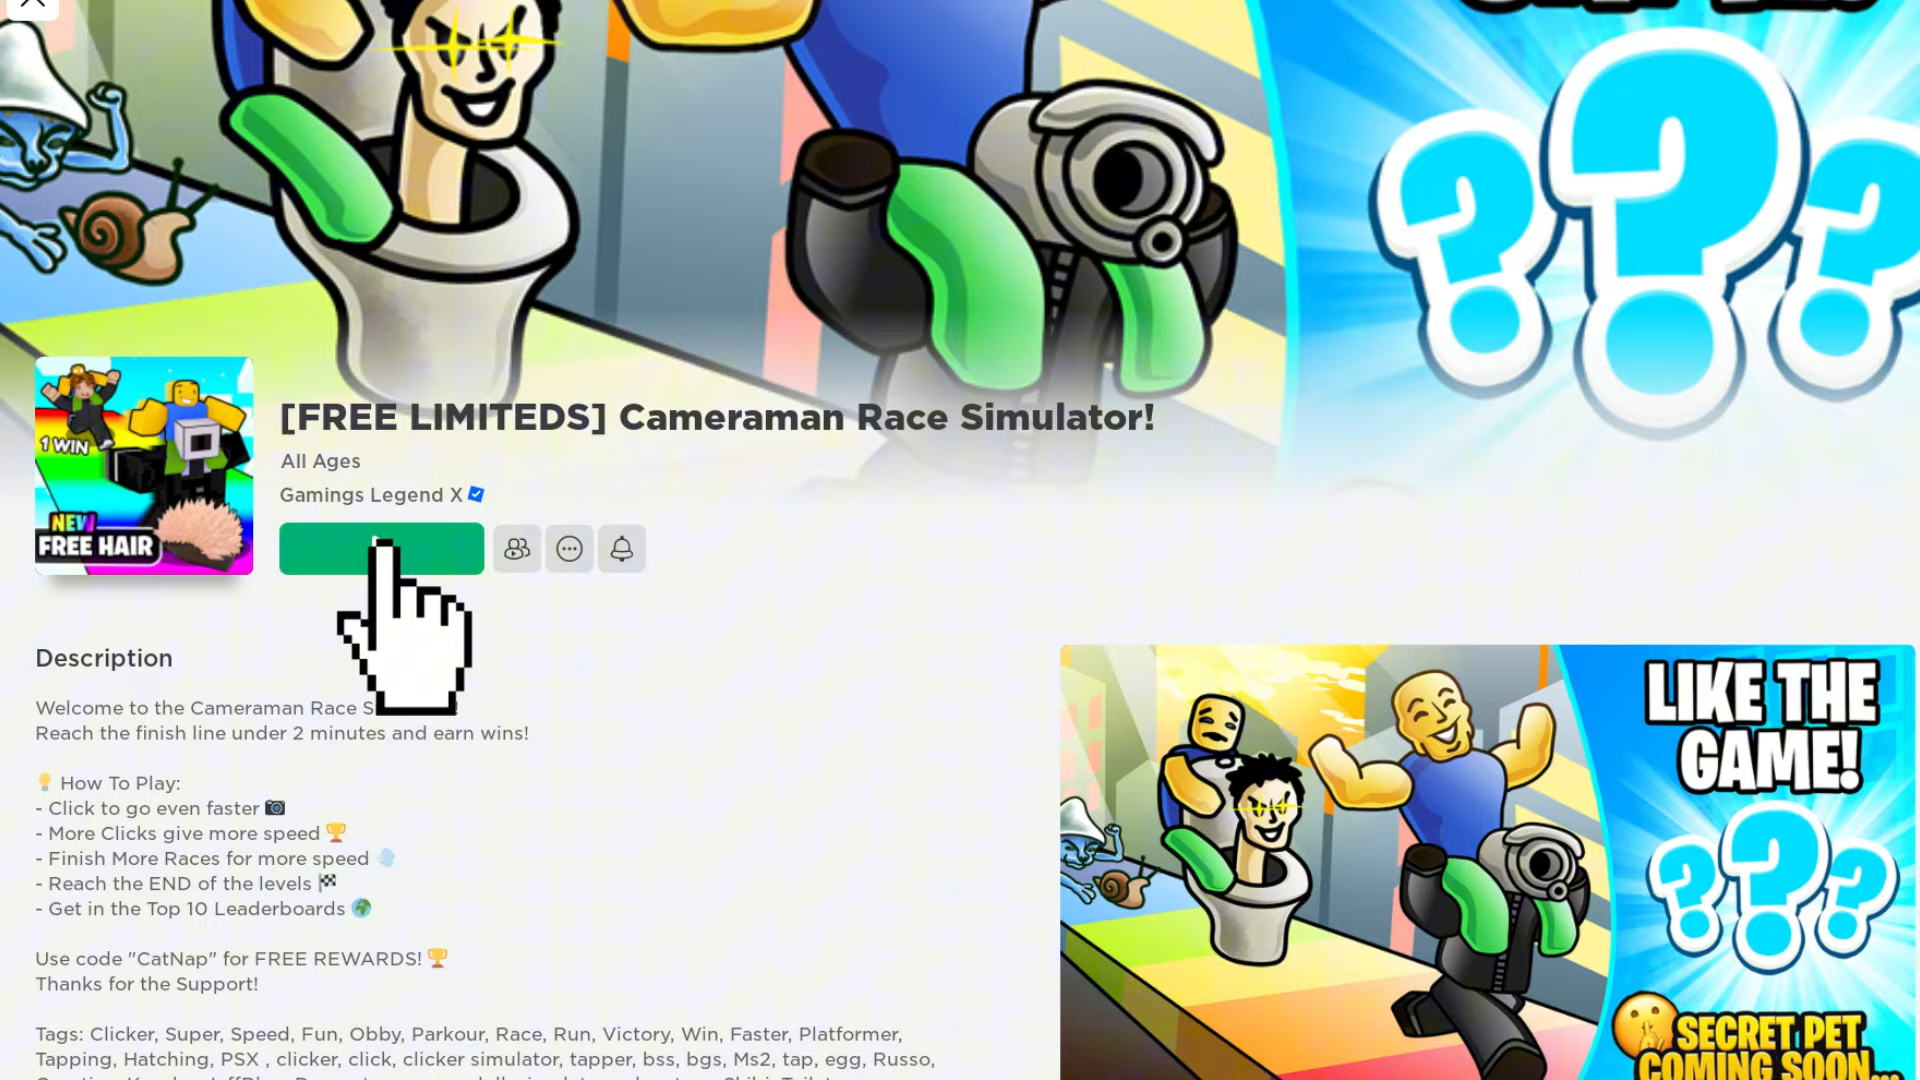 1 WIN
NEW
FREE HAIR
[FREE LIMITEDS] Cameraman Race Simulator!
All Ages
Gamings Legend X
Description
Welcome to the Cameraman Race
Reach the finish line under 2 minutes and earn wins!
💡 How To Play:
- Click to go even faster 📷
- More Clicks give more speed 🏆
- Finish More Races for more speed 💨
- Reach the END of the levels 🏁
- Get in the Top 10 Leaderboards 🌍
Use code "CatNap" for FREE REWARDS! 🏆
Thanks for the Support!
Tags: Clicker, Super, Speed, Fun, Obby, Parkour, Race, Run, Victory, Win, Faster, Platformer,
Tapping, Hatching, PSX , clicker, click, clicker simulator, tapper, bss, bgs, Ms2, tap, egg, Russo,
???
LIKE THE
GAME!
???
SECRET PET
COMING SOON...